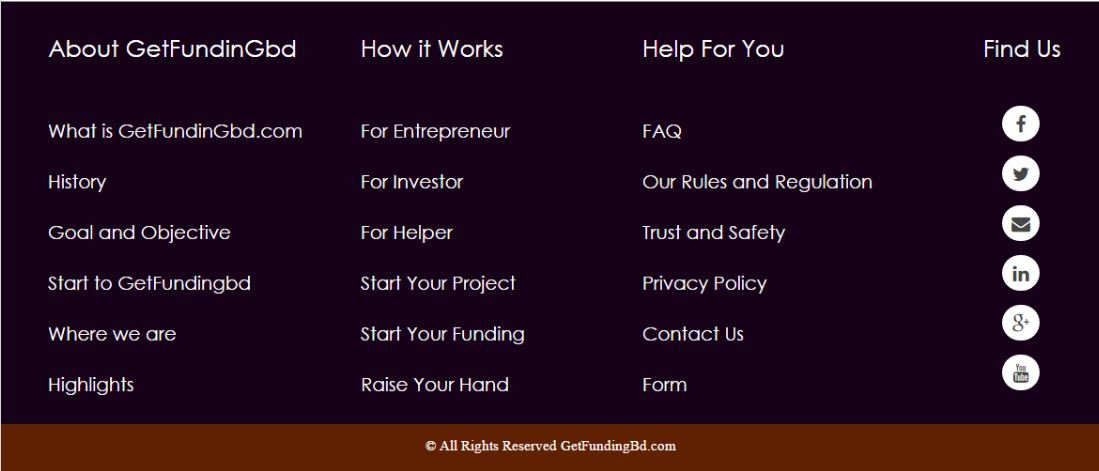 About GetFundinGbd
What is GetFundinGbd.com
History
Goal and Objective
Start to GetFundingbd
Where we are
Highlights
How it Works
For Entrepreneur
For Investor
For Helper
Start Your Project
Start Your Funding
Raise Your Hand
Help For You
FAQ
Our Rules and Regulation
Trust and Safety
Privacy Policy
Contact Us
Form
Find Us
f
in
g+
You
Tube
© All Rights Reserved GetFundingBd.com